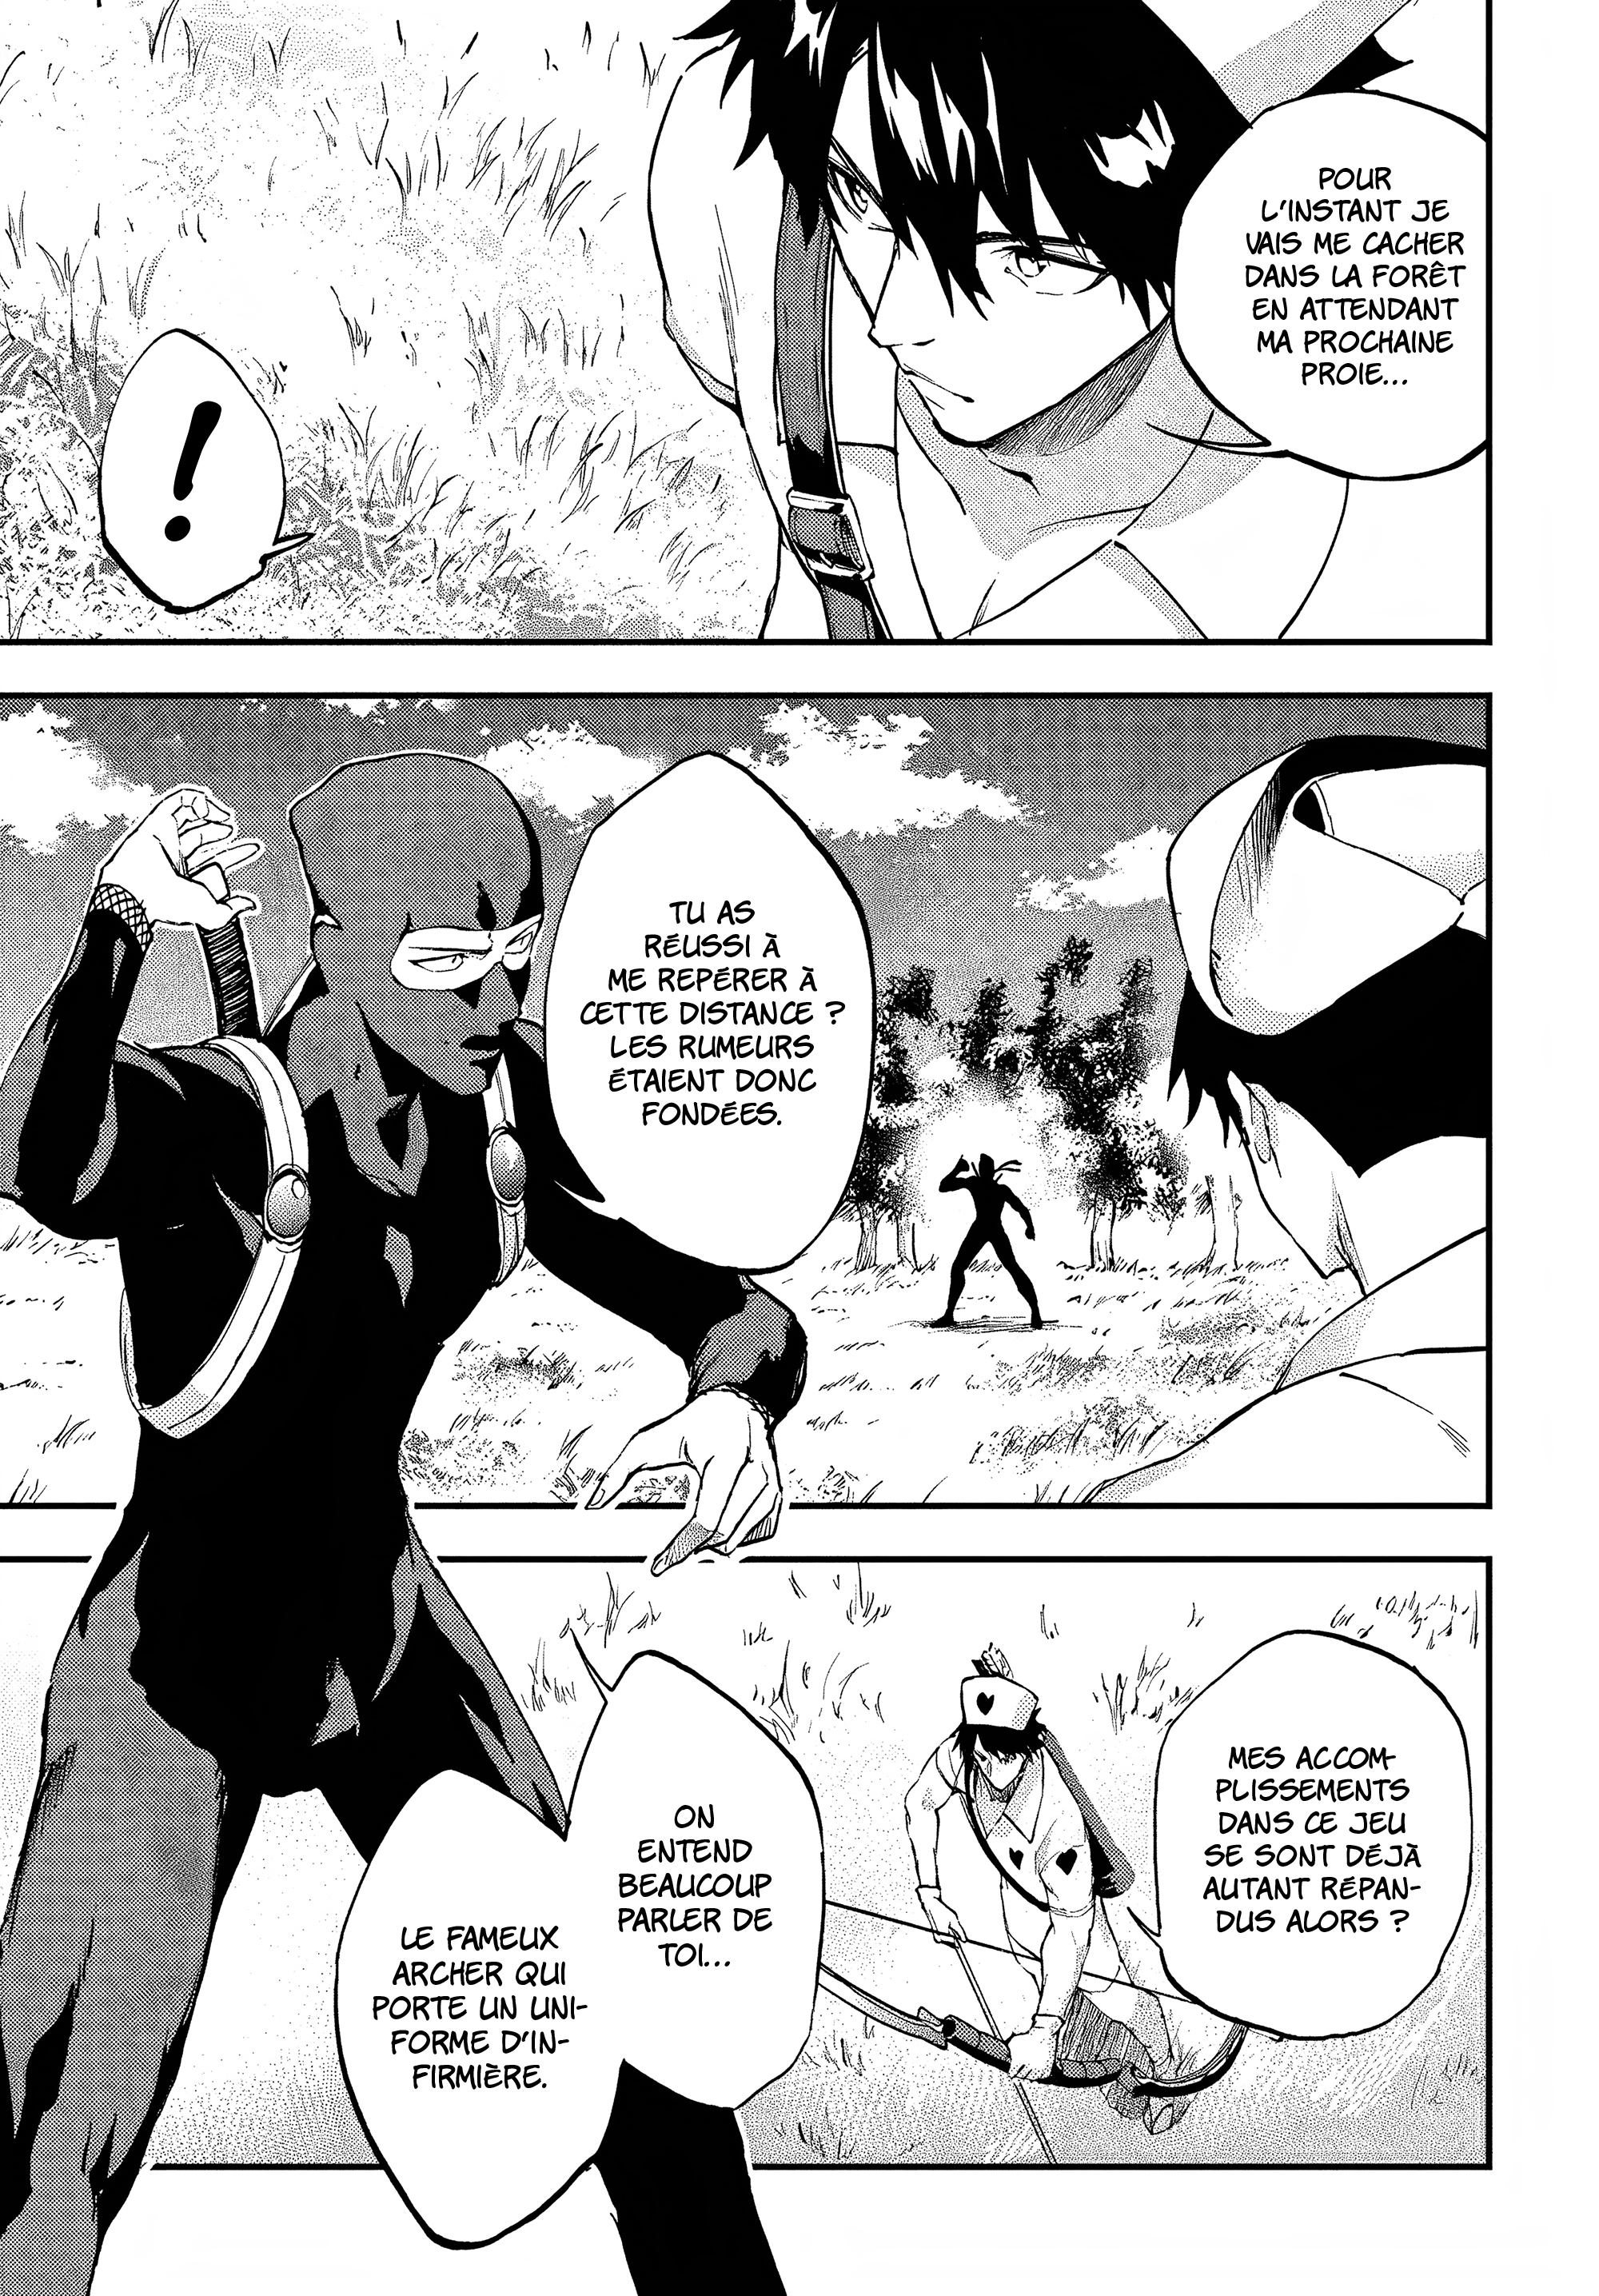 POUR
L'INSTANT JE
VAIS ME CACHER
DANS LA FORÊT
EN ATTENDANT
MA PROCHAINE
PROIE...
!
TU AS
RÉUSSI À
ME REPÉRER À
CETTE DISTANCE ?
LES RUMEURS
ÉTAIENT DONC
FONDÉES.
MES ACCOM-
PLISSEMENTS
DANS CE JEU
SE SONT DÉJÀ
AUTANT RÉPAN-
DUS ALORS ?
ON
ENTEND
BEAUCOUP
PARLER DE
TOI...
LE FAMEUX
ARCHER QUI
PORTE UN UNI-
FORME D'IN-
FIRMIÈRE.